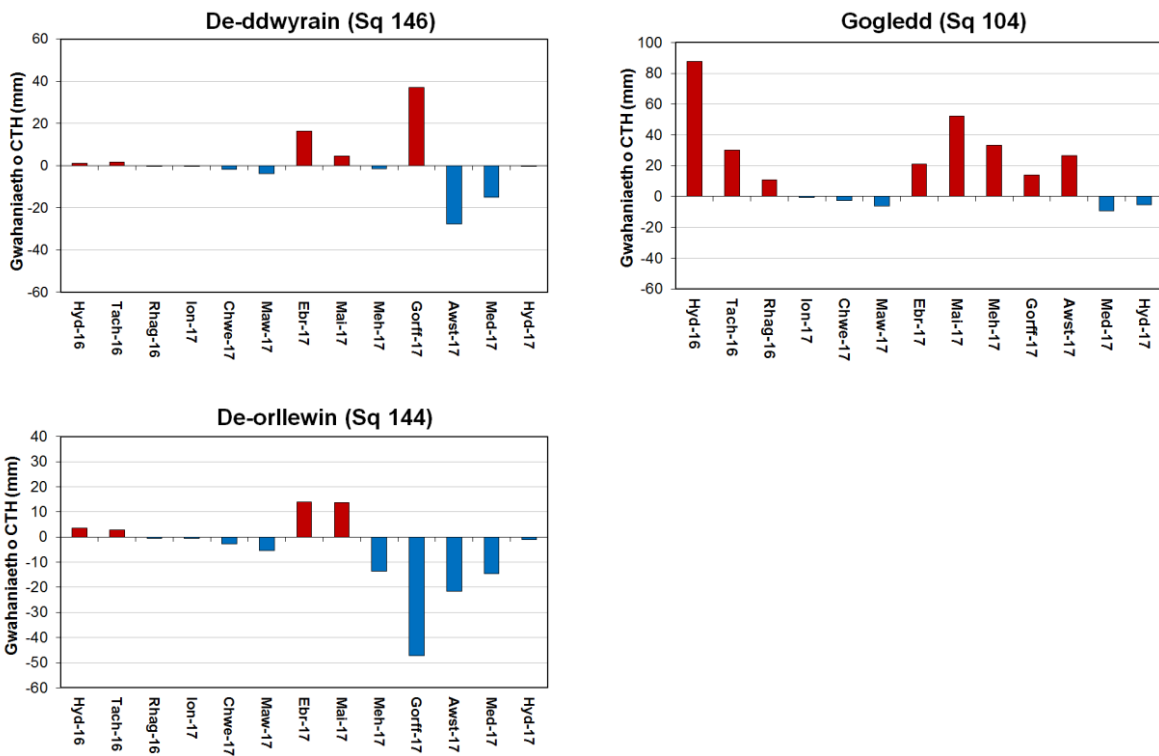 De-ddwyrain (Sq 146)
Gwahaniaeth o CTH (mm)
60
40
20
0
-20
-40
-60
Hyd-16
Tach-16
Rhag-16
Ion-17
Chwe-17
Maw-17
Ebr-17
Mai-17
Meh-17
Gorff-17
Awst-17
Med-17
Hyd-17
Gogledd (Sq 104)
Gwahaniaeth o CTH (mm)
100
80
60
40
20
0
-20
-40
-60
Hyd-16
Tach-16
Rhag-16
Ion-17
Chwe-17
Maw-17
Ebr-17
Mai-17
Meh-17
Gorff-17
Awst-17
Med-17
Hyd-17
De-orllewin (Sq 144)
Gwahaniaeth o CTH (mm)
40
30
20
10
0
-10
-20
-30
-40
-50
-60
Hyd-16
Tach-16
Rhag-16
Ion-17
Chwe-17
Maw-17
Ebr-17
Mai-17
Meh-17
Gorff-17
Awst-17
Med-17
Hyd-17